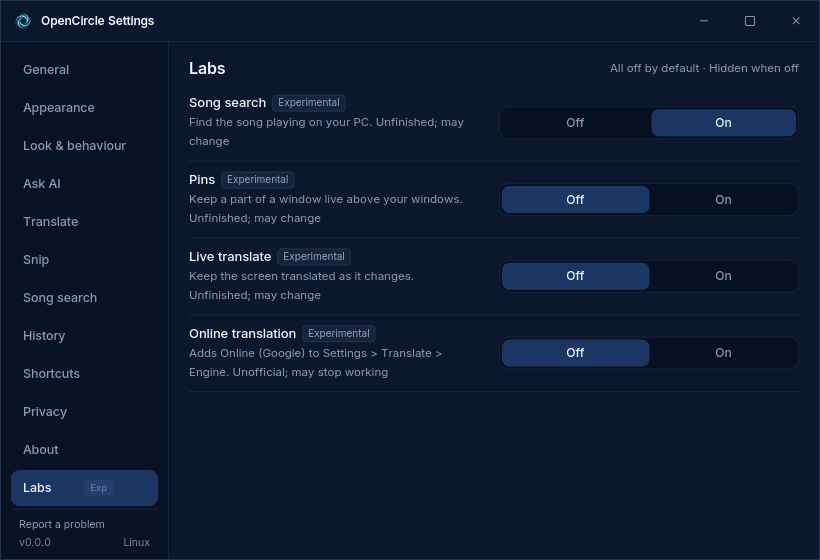 OpenCircle Settings
General
Appearance
Look & behaviour
Ask AI
Translate
Snip
Song search
History
Shortcuts
Privacy
About
Labs Exp
Report a problem
v0.0.0 Linux
Labs
All off by default · Hidden when off
Song search Experimental
Find the song playing on your PC. Unfinished; may
change
Off On
Pins Experimental
Keep a part of a window live above your windows.
Unfinished; may change
Off On
Live translate Experimental
Keep the screen translated as it changes.
Unfinished; may change
Off On
Online translation Experimental
Adds Online (Google) to Settings > Translate >
Engine. Unofficial; may stop working
Off On